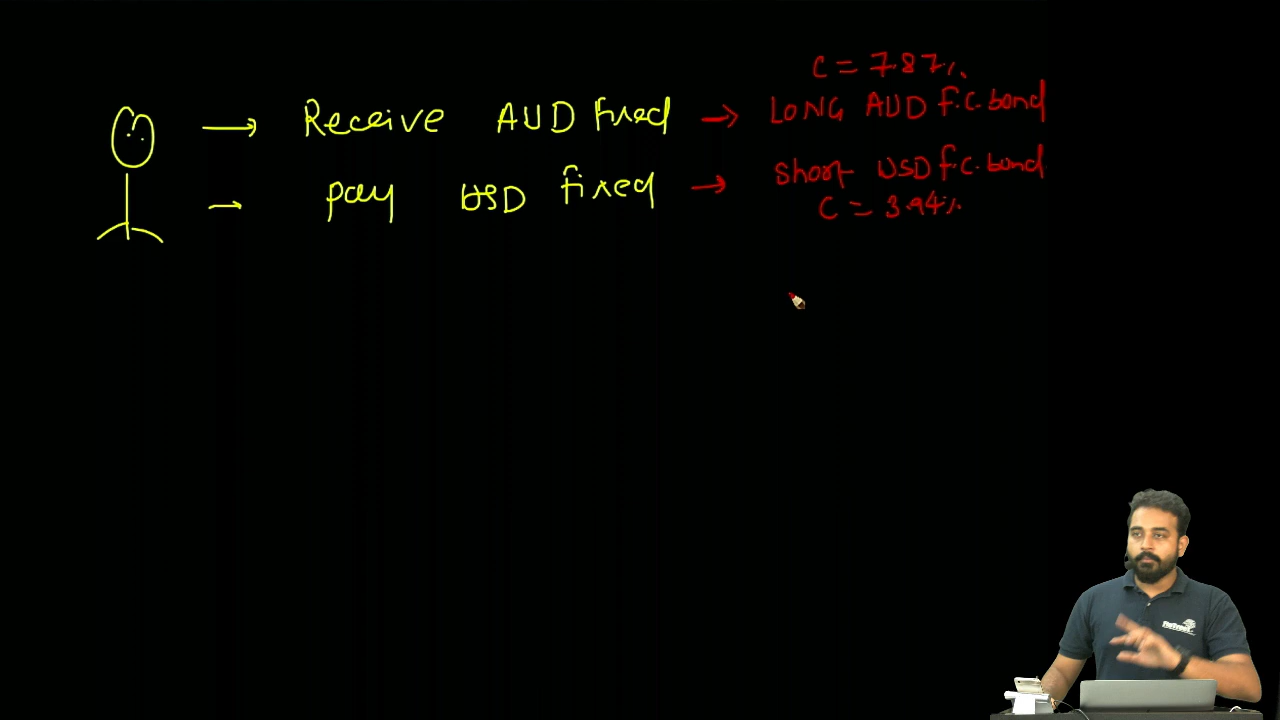 C = 7.87%
Receive AUD fixed → LONG AUD f.c. bond
pay USD fixed → short USD f.c. bond
C = 3.94%